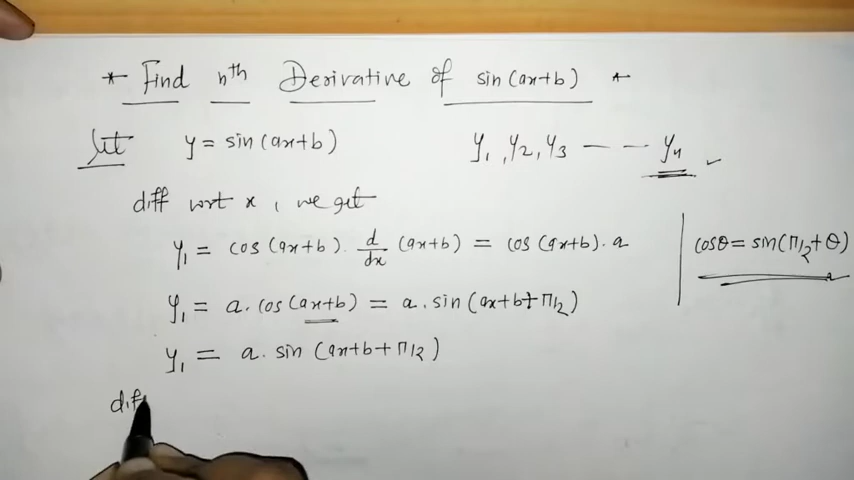 * Find nth Derivative of sin(ax+b) *
Let y = sin(ax+b) y₁, y₂, y₃ — — yₙ ✓
diff wrt x, we get
y₁ = cos(ax+b). d/dx (ax+b) = cos(ax+b).a
cosθ = sin(π/2+θ)
y₁ = a.cos(ax+b) = a.sin(ax+b+π/2)
y₁ = a.sin(ax+b+π/2)
diff